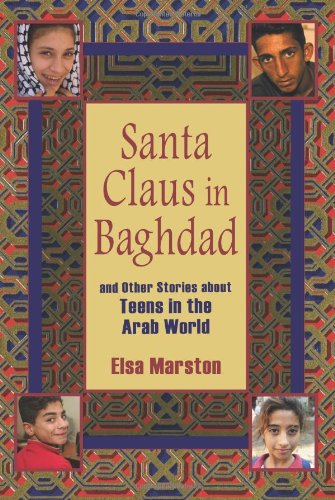 Santa
Claus in
Baghdad
and Other Stories about
Teens in the
Arab World
Elsa Marston